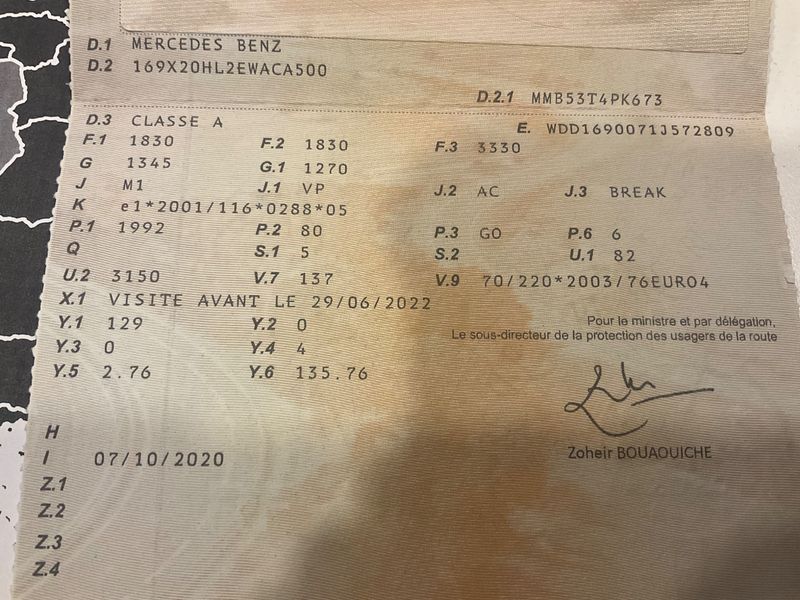 D.1 MERCEDES BENZ
D.2 169X20HL2EWACA500
D.2.1 MMB53T4PK673
D.3 CLASSE A
E. WDD1690071J572809
F.1 1830 F.2 1830 F.3 3330
G 1345 G.1 1270
J M1 J.1 VP J.2 AC J.3 BREAK
K e1*2001/116*0288*05
P.1 1992 P.2 80 P.3 GO P.6 6
Q S.1 5 S.2 U.1 82
U.2 3150 V.7 137 V.9 70/220*2003/76EURO4
X.1 VISITE AVANT LE 29/06/2022
Y.1 129 Y.2 0
Pour le ministre et par délégation,
Le sous-directeur de la protection des usagers de la route
Y.3 0 Y.4 4
Y.5 2.76 Y.6 135.76
H
Zoheir BOUAOUICHE
I 07/10/2020
Z.1
Z.2
Z.3
Z.4